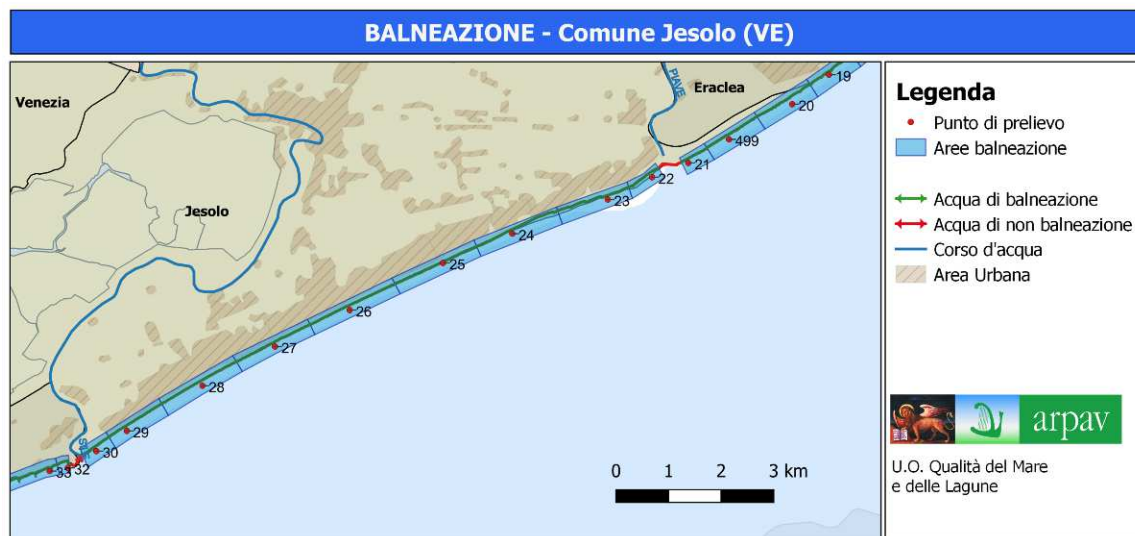 BALNEAZIONE - Comune Jesolo (VE)
Venezia
PIAVE
Eraclea
19
20
499
21
22
23
Jesolo
24
25
26
27
28
29
30
32
33
0 1 2 3 km
Legenda
Punto di prelievo
Aree balneazione
Acqua di balneazione
Acqua di non balneazione
Corso d'acqua
Area Urbana
arpav
U.O. Qualità del Mare
e delle Lagune